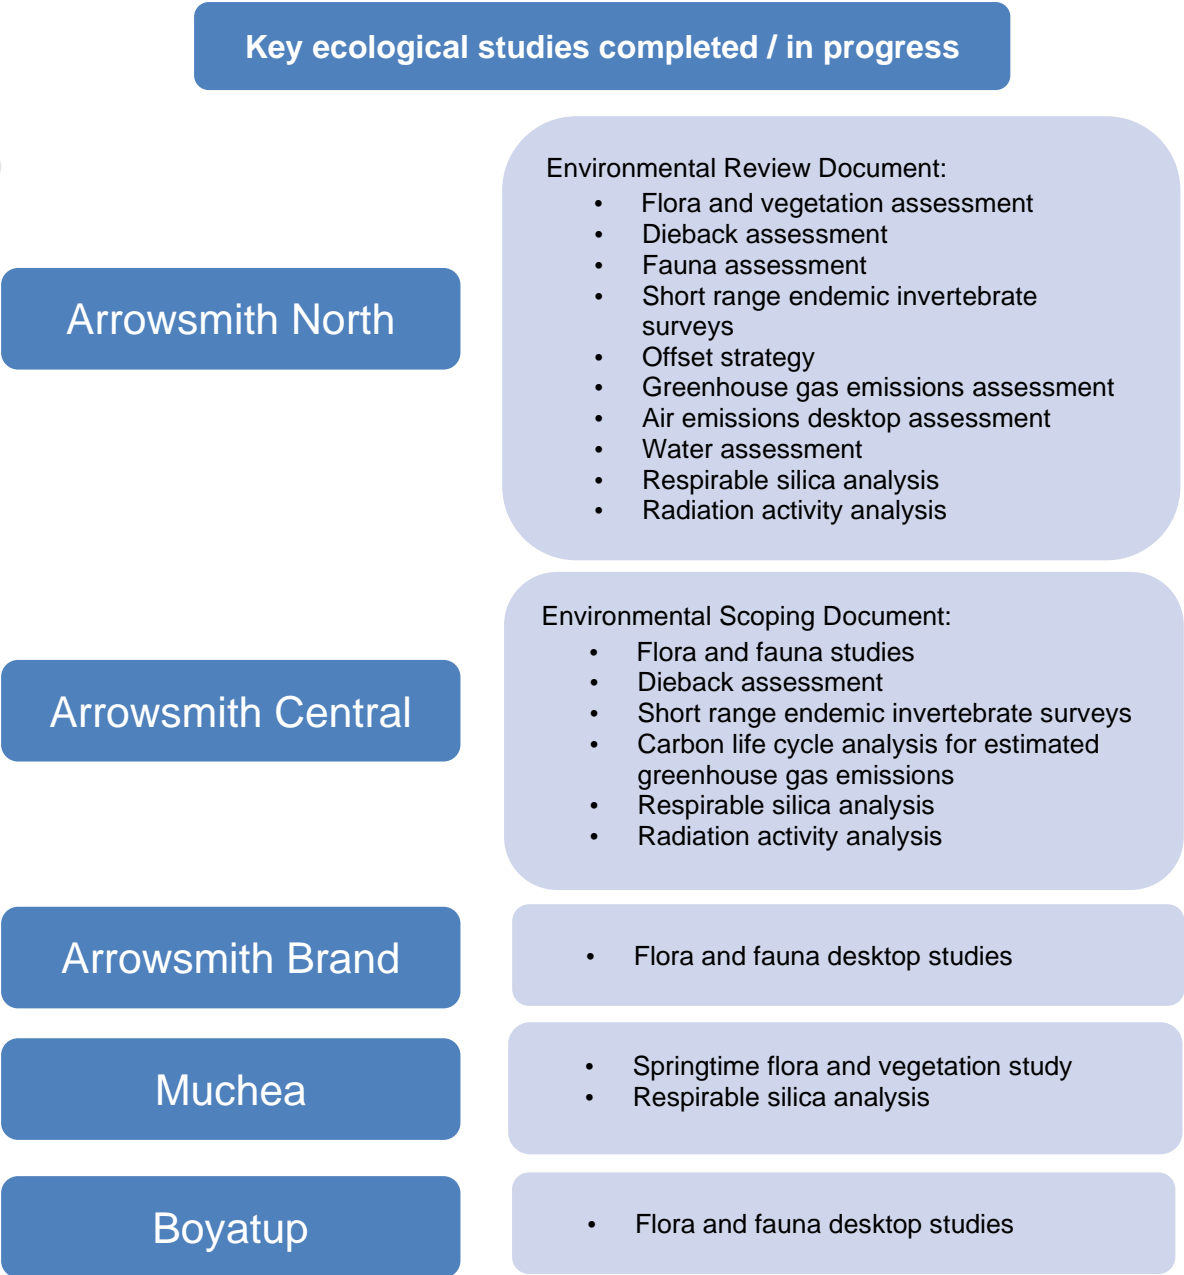 Key ecological studies completed / in progress
Arrowsmith North
Environmental Review Document:
• Flora and vegetation assessment
• Dieback assessment
• Fauna assessment
• Short range endemic invertebrate
surveys
• Offset strategy
• Greenhouse gas emissions assessment
• Air emissions desktop assessment
• Water assessment
• Respirable silica analysis
• Radiation activity analysis
Arrowsmith Central
Environmental Scoping Document:
• Flora and fauna studies
• Dieback assessment
• Short range endemic invertebrate surveys
• Carbon life cycle analysis for estimated
greenhouse gas emissions
• Respirable silica analysis
• Radiation activity analysis
Arrowsmith Brand
• Flora and fauna desktop studies
Muchea
• Springtime flora and vegetation study
• Respirable silica analysis
Boyatup
• Flora and fauna desktop studies